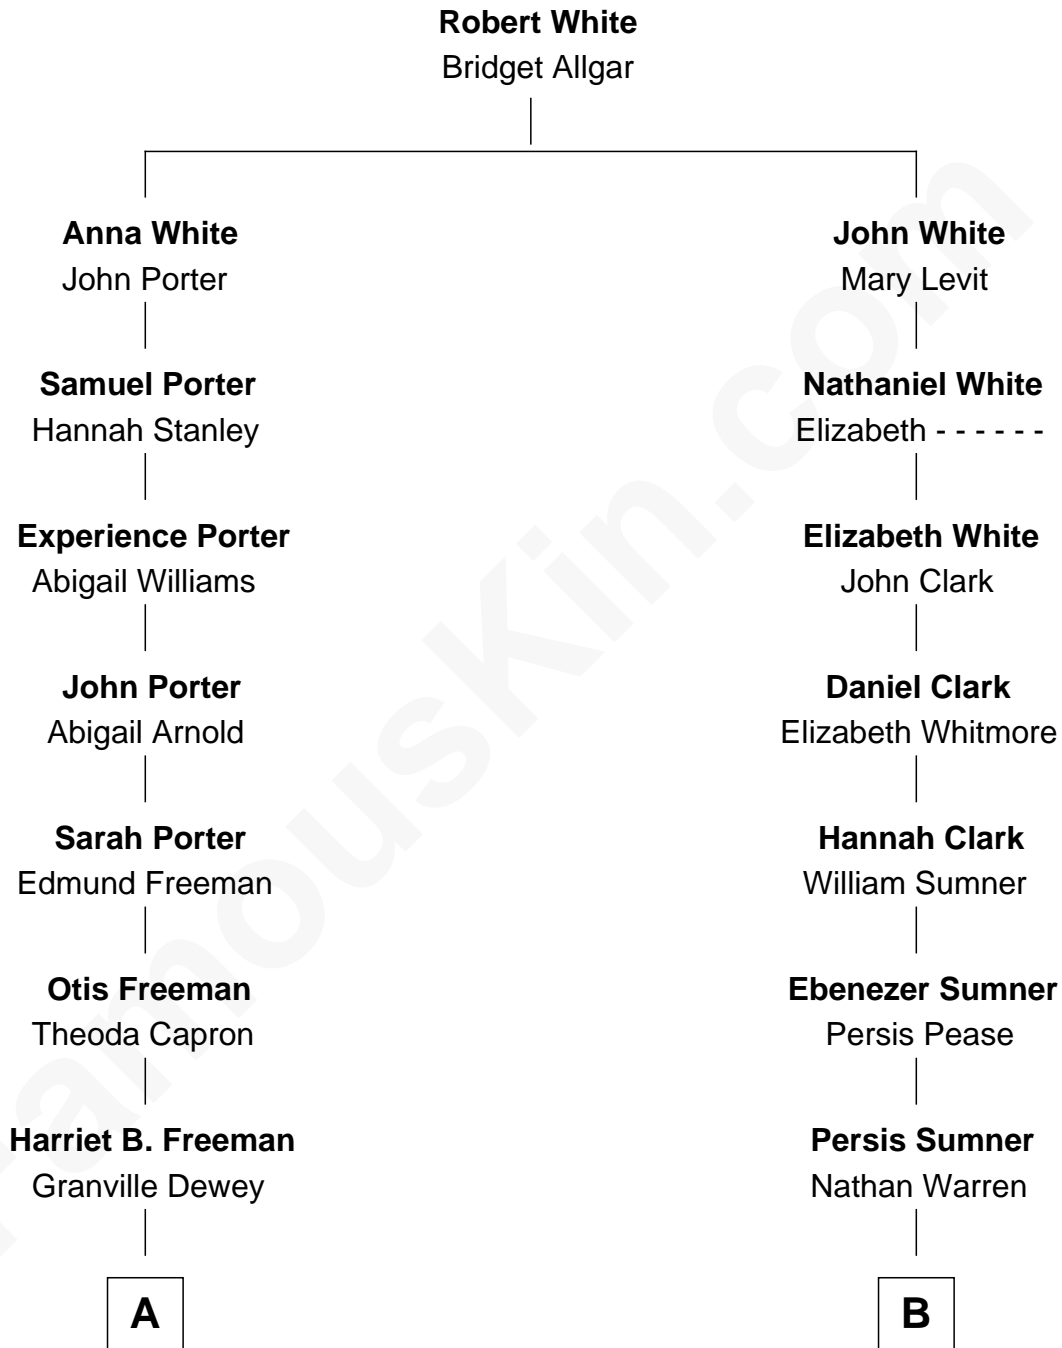 Robert White
Bridget Allgar
Anna White
John Porter
Samuel Porter
Hannah Stanley
Experience Porter
Abigail Williams
John Porter
Abigail Arnold
Sarah Porter
Edmund Freeman
Otis Freeman
Theoda Capron
Harriet B. Freeman
Granville Dewey
A
John White
Mary Levit
Nathaniel White
Elizabeth - - - - - -
Elizabeth White
John Clark
Daniel Clark
Elizabeth Whitmore
Hannah Clark
William Sumner
Ebenezer Sumner
Persis Pease
Persis Sumner
Nathan Warren
B
FamousKin.com